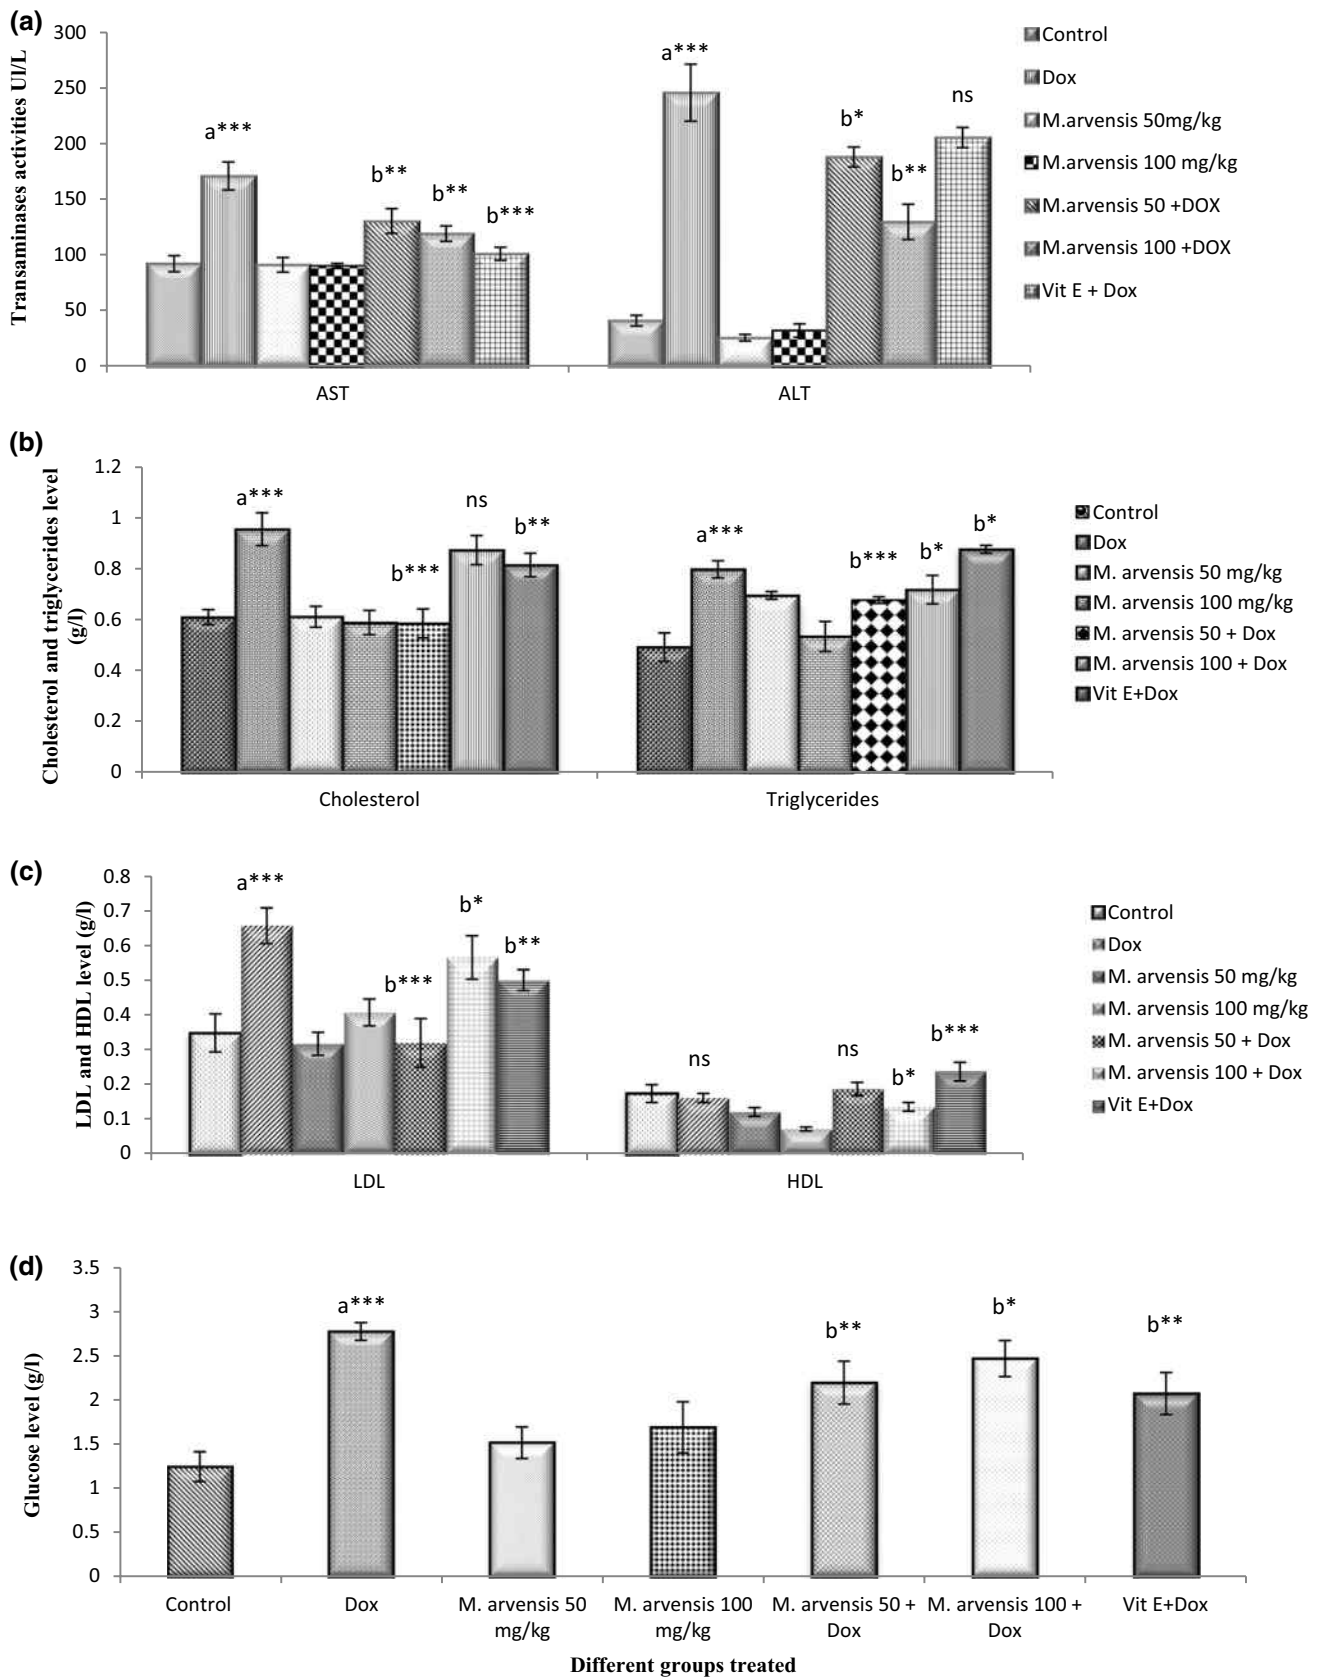 (a)
Transaminases activities UI/L
300
250
200
150
100
50
0
a***
b**
b**
b***
a***
b*
b**
ns
AST
ALT
Control
Dox
M.arvensis 50mg/kg
M.arvensis 100 mg/kg
M.arvensis 50 +DOX
M.arvensis 100 +DOX
Vit E + Dox
(b)
Cholesterol and triglycerides level
(g/l)
1.2
1
0.8
0.6
0.4
0.2
0
a***
b***
ns
b**
a***
b***
b*
b*
Cholesterol
Triglycerides
Control
Dox
M. arvensis 50 mg/kg
M. arvensis 100 mg/kg
M. arvensis 50 + Dox
M. arvensis 100 + Dox
Vit E+Dox
(c)
LDL and HDL level (g/l)
0.8
0.7
0.6
0.5
0.4
0.3
0.2
0.1
0
a***
b***
b*
b**
ns
ns
b*
b***
LDL
HDL
Control
Dox
M. arvensis 50 mg/kg
M. arvensis 100 mg/kg
M. arvensis 50 + Dox
M. arvensis 100 + Dox
Vit E+Dox
(d)
Glucose level (g/l)
3.5
3
2.5
2
1.5
1
0.5
0
a***
b**
b*
b**
Control
Dox
M. arvensis 50
mg/kg
M. arvensis 100
mg/kg
M. arvensis 50 +
Dox
M. arvensis 100 +
Dox
Vit E+Dox
Different groups treated